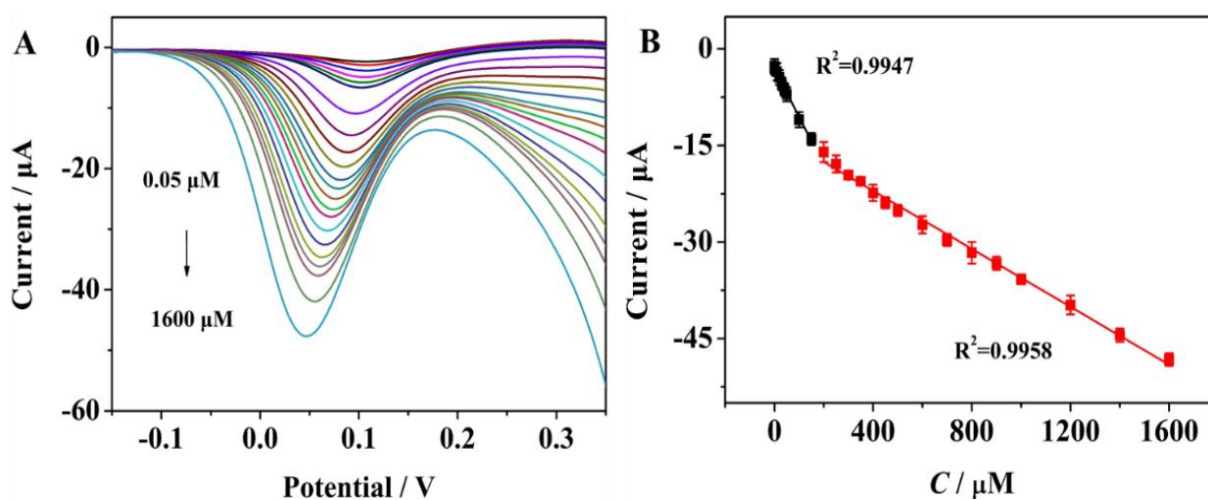 A
0
-20
-40
-60
Current / µA
0.05 µM
1600 µM
-0.1
0.0
0.1
0.2
0.3
Potential / V
B
0
-15
-30
-45
Current / µA
R²=0.9947
R²=0.9958
0
400
800
1200
1600
C / µM